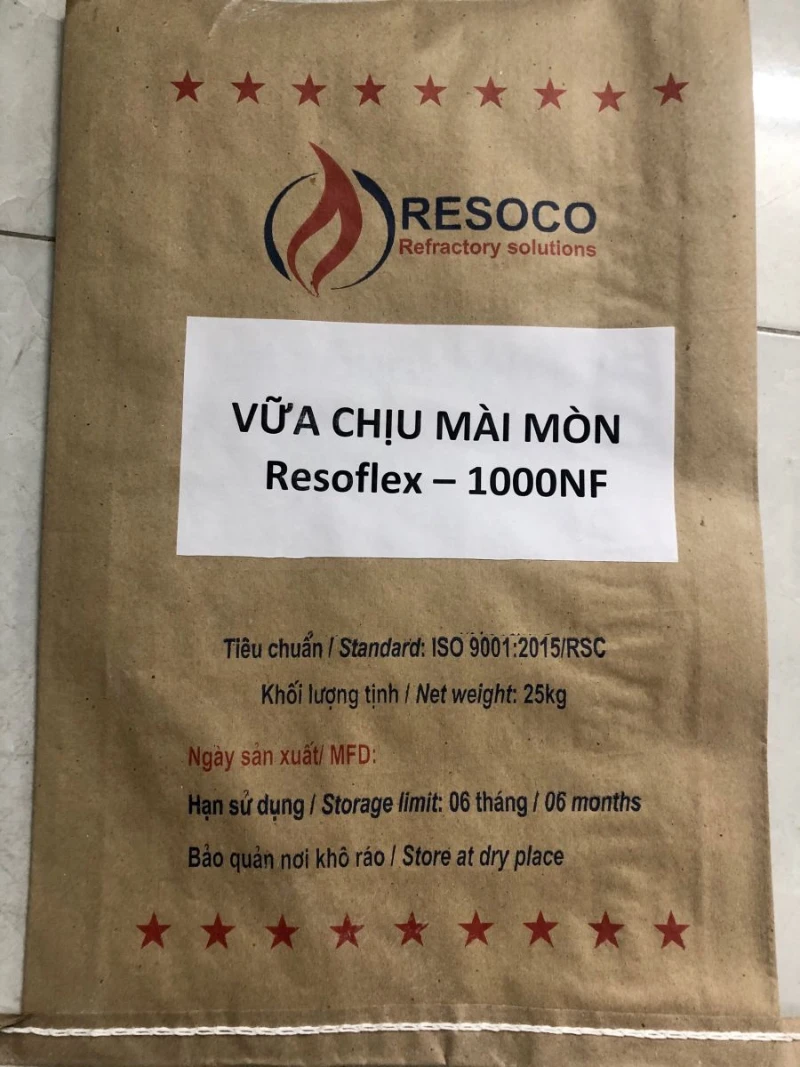 RESOCO
Refractory solutions
VỮA CHỊU MÀI MÒN
Resoflex – 1000NF
Tiêu chuẩn / Standard: ISO 9001:2015/RSC
Khối lượng tịnh / Net weight: 25kg
Ngày sản xuất/ MFD:
Hạn sử dụng / Storage limit: 06 tháng / 06 months
Bảo quản nơi khô ráo / Store at dry place